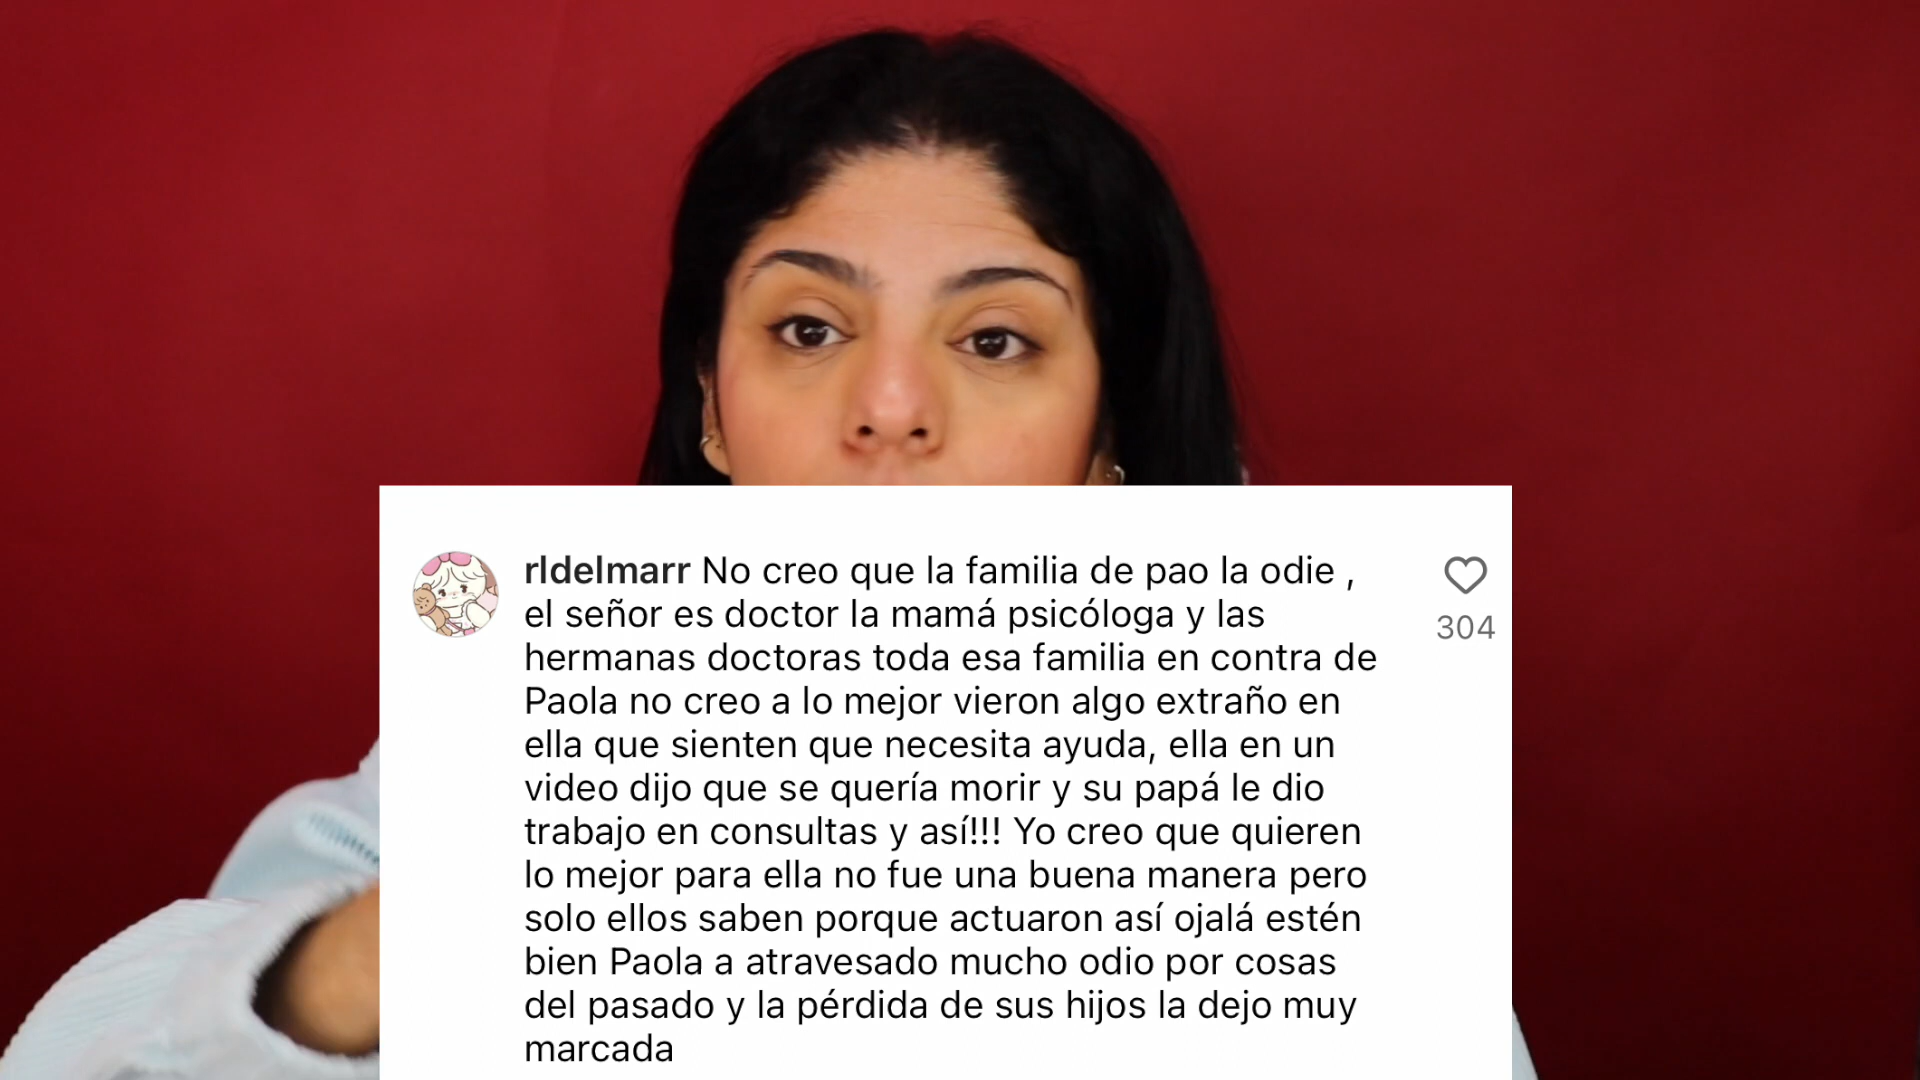 rldelmarr No creo que la familia de pao la odie ,
el señor es doctor la mamá psicóloga y las
hermanas doctoras toda esa familia en contra de
Paola no creo a lo mejor vieron algo extraño en
ella que sienten que necesita ayuda, ella en un
video dijo que se quería morir y su papá le dio
trabajo en consultas y así!!! Yo creo que quieren
lo mejor para ella no fue una buena manera pero
solo ellos saben porque actuaron así ojalá estén
bien Paola a atravesado mucho odio por cosas
del pasado y la pérdida de sus hijos la dejo muy
marcada
304